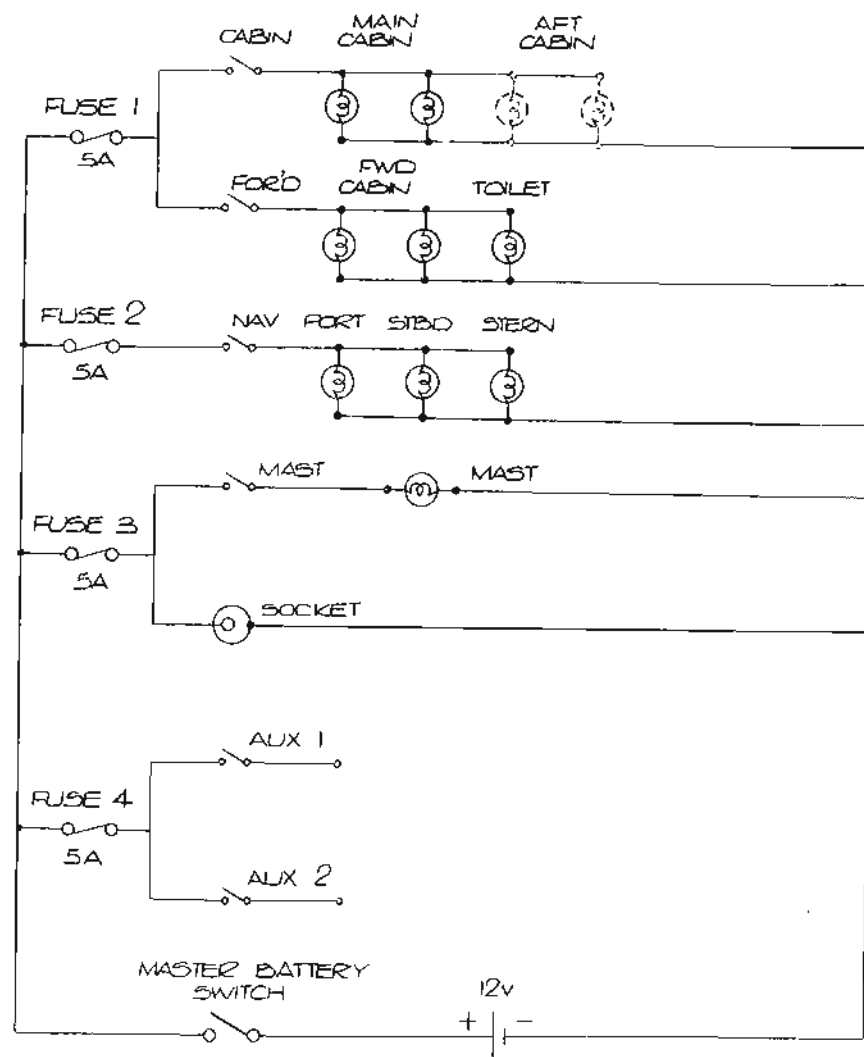 CABIN
MAIN
CABIN
AFT
CABIN
FUSE 1
5A
FOR'D
FWD
CABIN
TOILET
FUSE 2
5A
NAV
PORT
STBD
STERN
MAST
MAST
FUSE 3
5A
SOCKET
AUX 1
FUSE 4
5A
AUX 2
MASTER BATTERY
SWITCH
12v
+
-